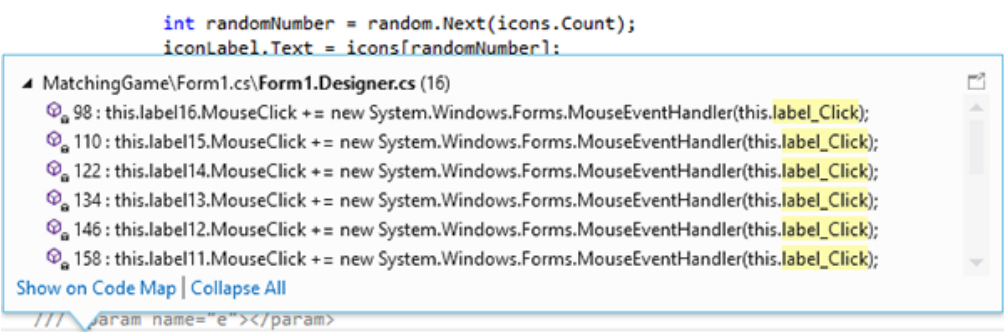 int randomNumber = random.Next(icons.Count);
iconLabel.Text = icons[randomNumber];
MatchingGame\Form1.cs\Form1.Designer.cs (16)
98 : this.label16.MouseClick += new System.Windows.Forms.MouseEventHandler(this.label_Click);
110 : this.label15.MouseClick += new System.Windows.Forms.MouseEventHandler(this.label_Click);
122 : this.label14.MouseClick += new System.Windows.Forms.MouseEventHandler(this.label_Click);
134 : this.label13.MouseClick += new System.Windows.Forms.MouseEventHandler(this.label_Click);
146 : this.label12.MouseClick += new System.Windows.Forms.MouseEventHandler(this.label_Click);
158 : this.label11.MouseClick += new System.Windows.Forms.MouseEventHandler(this.label_Click);
Show on Code Map | Collapse All
/// param name="e"></param>